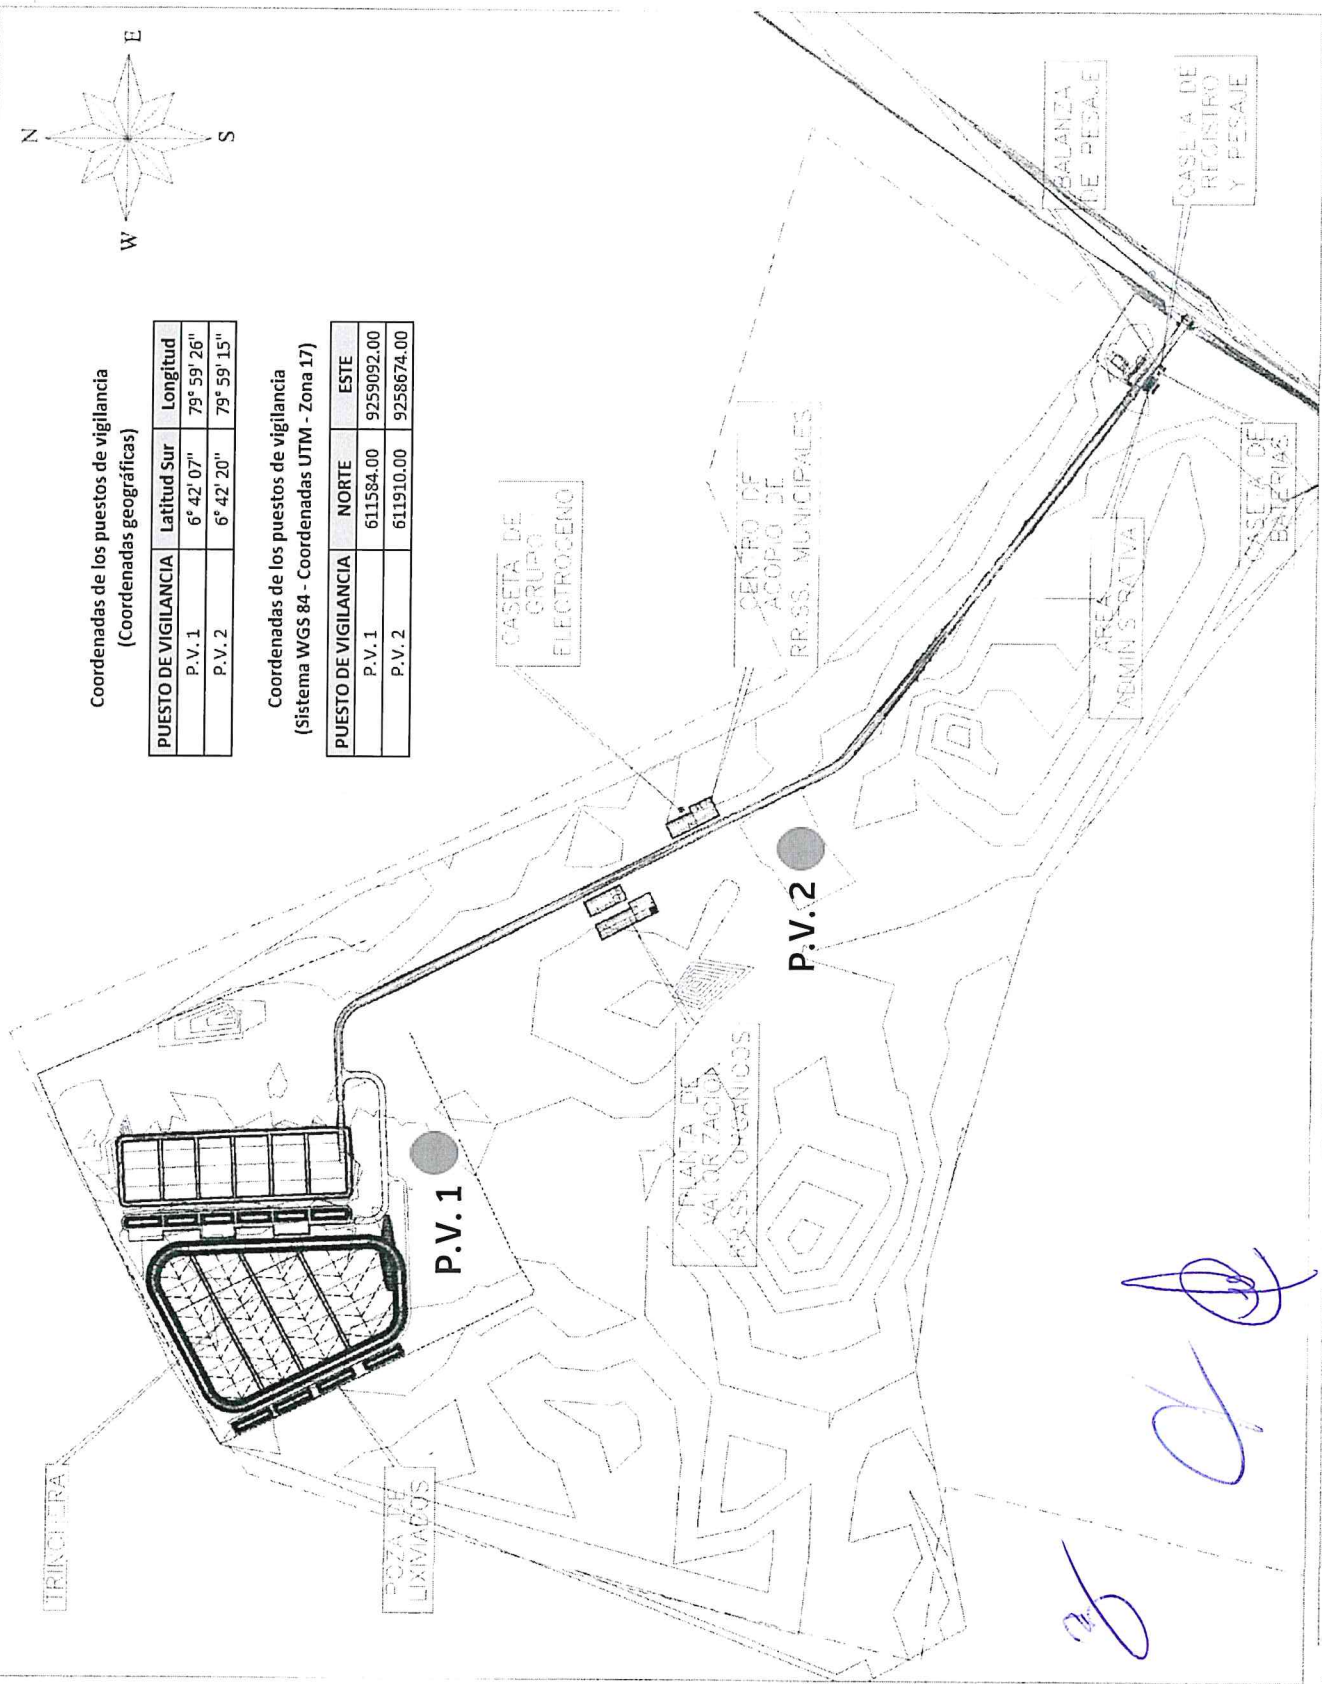 N
E
S
W
Coordenadas de los puestos de vigilancia
(Coordenadas geográficas)
PUESTO DE VIGILANCIA Latitud Sur Longitud
P.V. 1 6° 42' 07" 79° 59' 26"
P.V. 2 6° 42' 20" 79° 59' 15"
Coordenadas de los puestos de vigilancia
(Sistema WGS 84 - Coordenadas UTM - Zona 17)
PUESTO DE VIGILANCIA NORTE ESTE
P.V. 1 611584.00 9259092.00
P.V. 2 611910.00 9258674.00
TRINCHERA
POZA DE
LIXIVIADOS
P.V. 1
CASETA DE
GRUPO
ELECTROGENO
CENTRO DE
ACOPIO DE
RR.SS. MUNICIPALES
PLANTA DE
VALORZACIO
RR.SS. ORGANICOS
P.V. 2
BALANZA
DE PESAJE
CASETA DE
REGISTRO
Y PESAJE
AREA
ADMINISTRATIVA
CASETA DE
BATERIAS